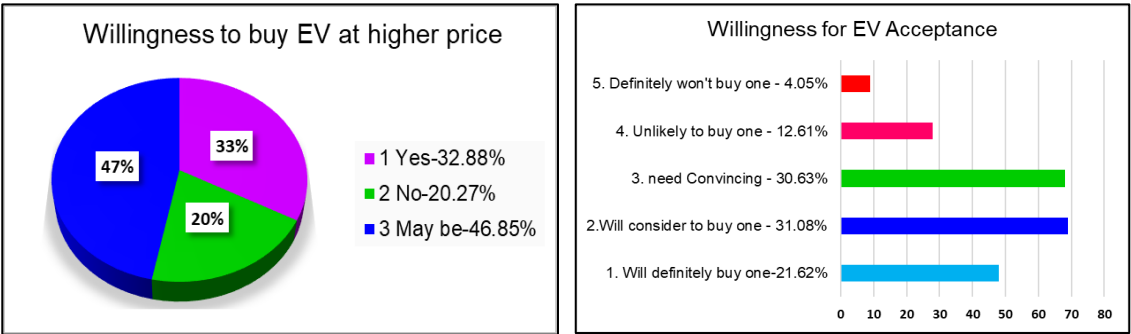 Willingness to buy EV at higher price
33%
47%
20%
1 Yes-32.88%
2 No-20.27%
3 May be-46.85%
Willingness for EV Acceptance
5. Definitely won't buy one - 4.05%
4. Unlikely to buy one - 12.61%
3. need Convincing - 30.63%
2.Will consider to buy one - 31.08%
1. Will definitely buy one-21.62%
0 10 20 30 40 50 60 70 80